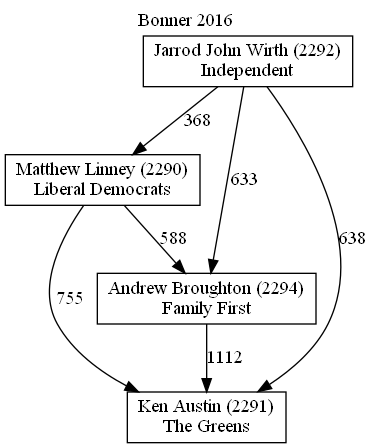 Bonner 2016
Jarrod John Wirth (2292)
Independent
368
Matthew Linney (2290)
Liberal Democrats
633
638
588
Andrew Broughton (2294)
Family First
755
1112
Ken Austin (2291)
The Greens